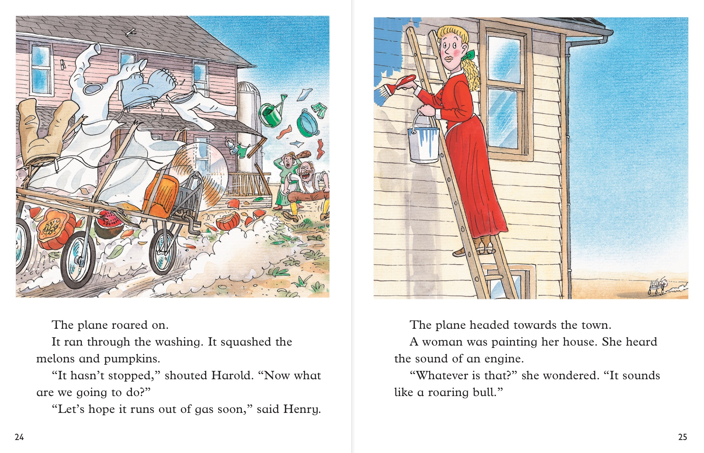 The plane roared on.
It ran through the washing. It squashed the
melons and pumpkins.
“It hasn’t stopped,” shouted Harold. “Now what
are we going to do?”
“Let’s hope it runs out of gas soon,” said Henry.
24
The plane headed towards the town.
A woman was painting her house. She heard
the sound of an engine.
“Whatever is that?” she wondered. “It sounds
like a roaring bull.”
25